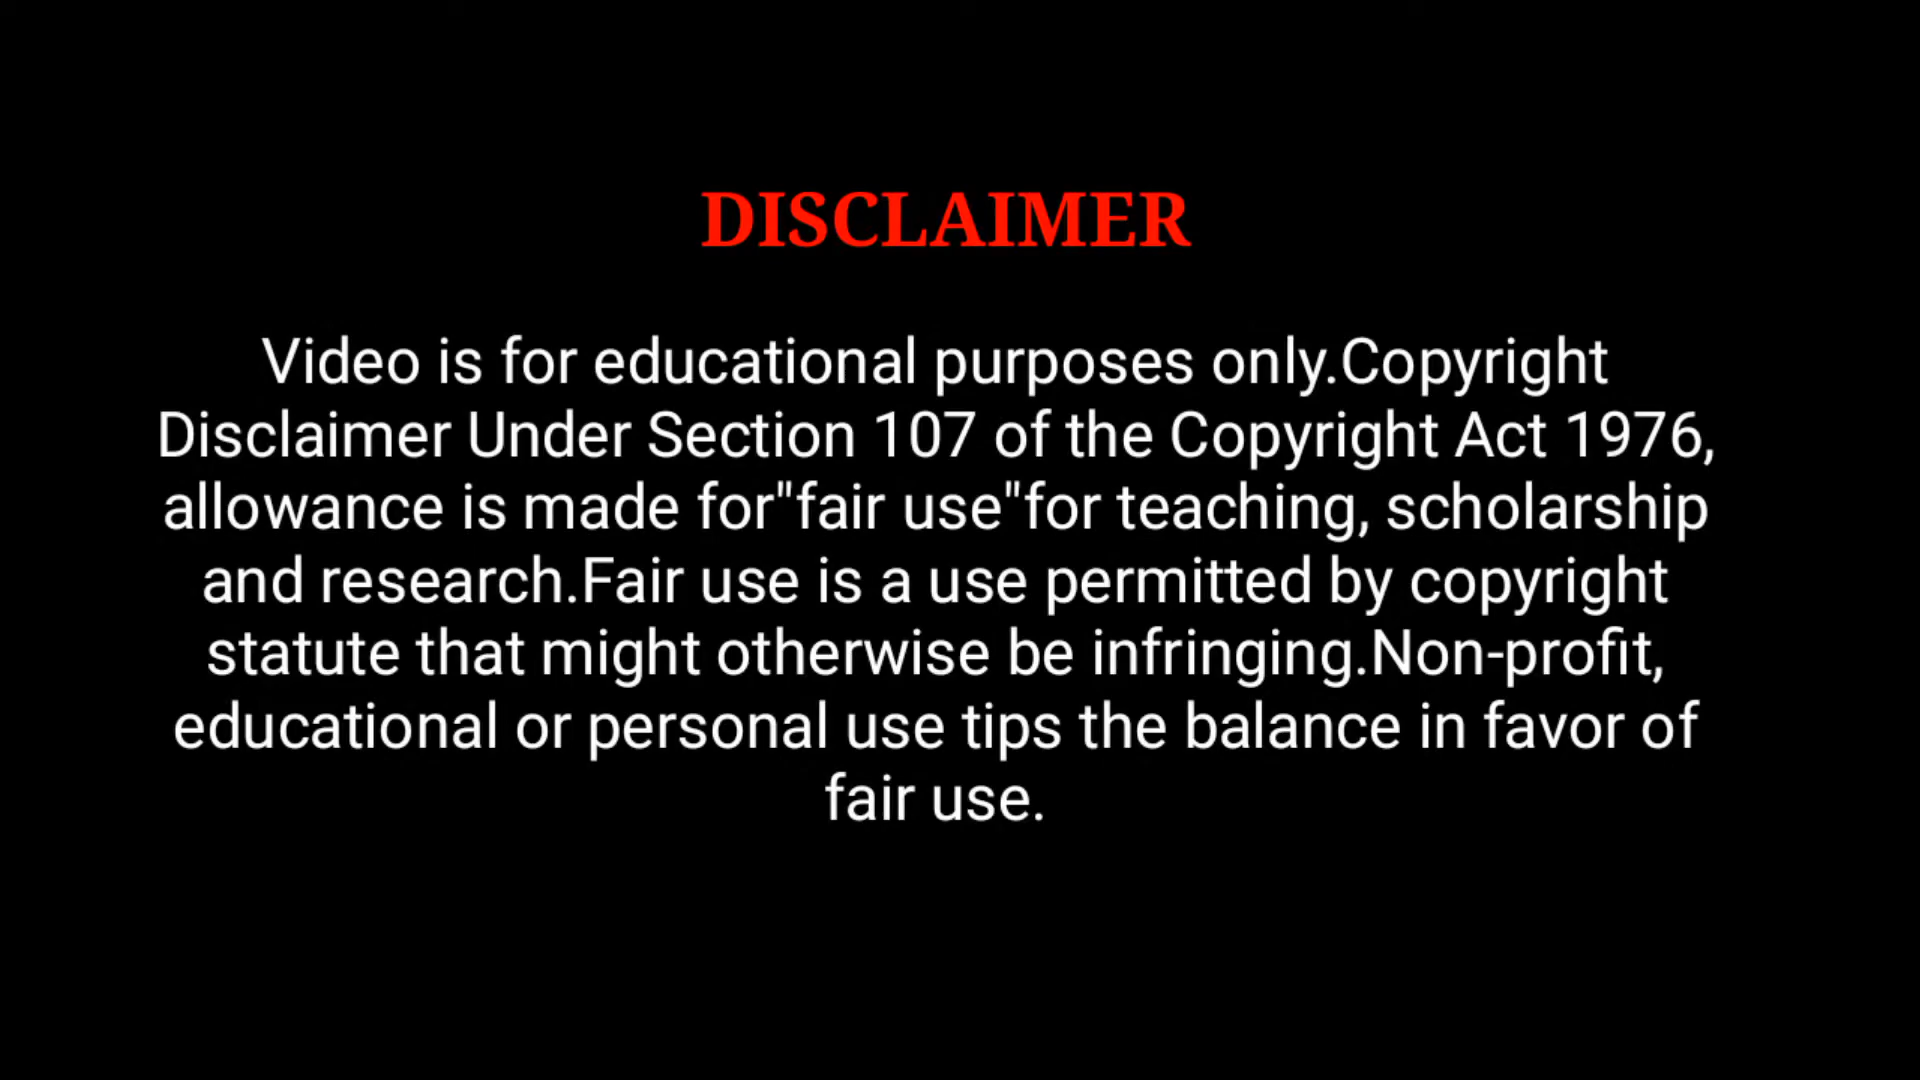 DISCLAIMER
Video is for educational purposes only.Copyright
Disclaimer Under Section 107 of the Copyright Act 1976,
allowance is made for"fair use"for teaching, scholarship
and research.Fair use is a use permitted by copyright
statute that might otherwise be infringing.Non-profit,
educational or personal use tips the balance in favor of
fair use.